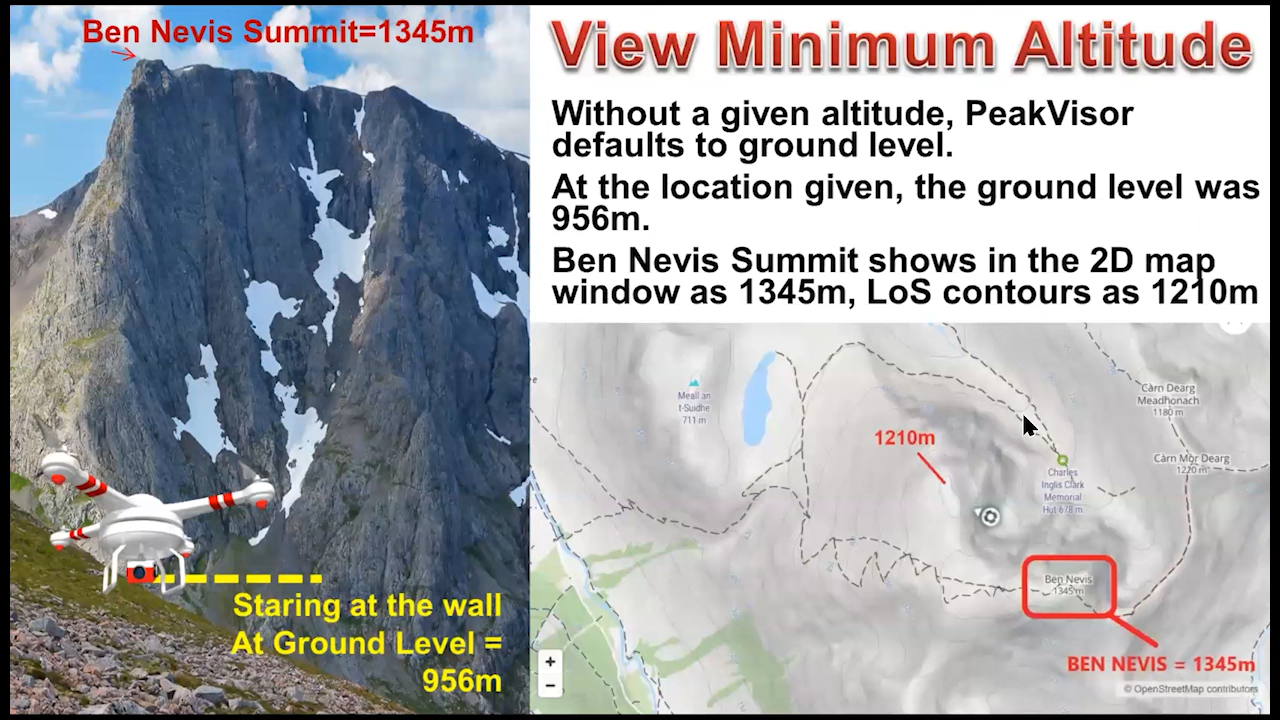 Ben Nevis Summit=1345m
Staring at the wall
At Ground Level =
956m
View Minimum Altitude
Without a given altitude, PeakVisor
defaults to ground level.
At the location given, the ground level was
956m.
Ben Nevis Summit shows in the 2D map
window as 1345m, LoS contours as 1210m
e
Meall an
t-Suidhe
711 m
Càrn Dearg
Meadhonach
1180 m
1210m
Càrn Mòr Dearg
1220 m
Charles
Inglis Clark
Memorial
Hut 678 m
Ben Nevis
1345 m
BEN NEVIS = 1345m
+
−
© OpenStreetMap contributors